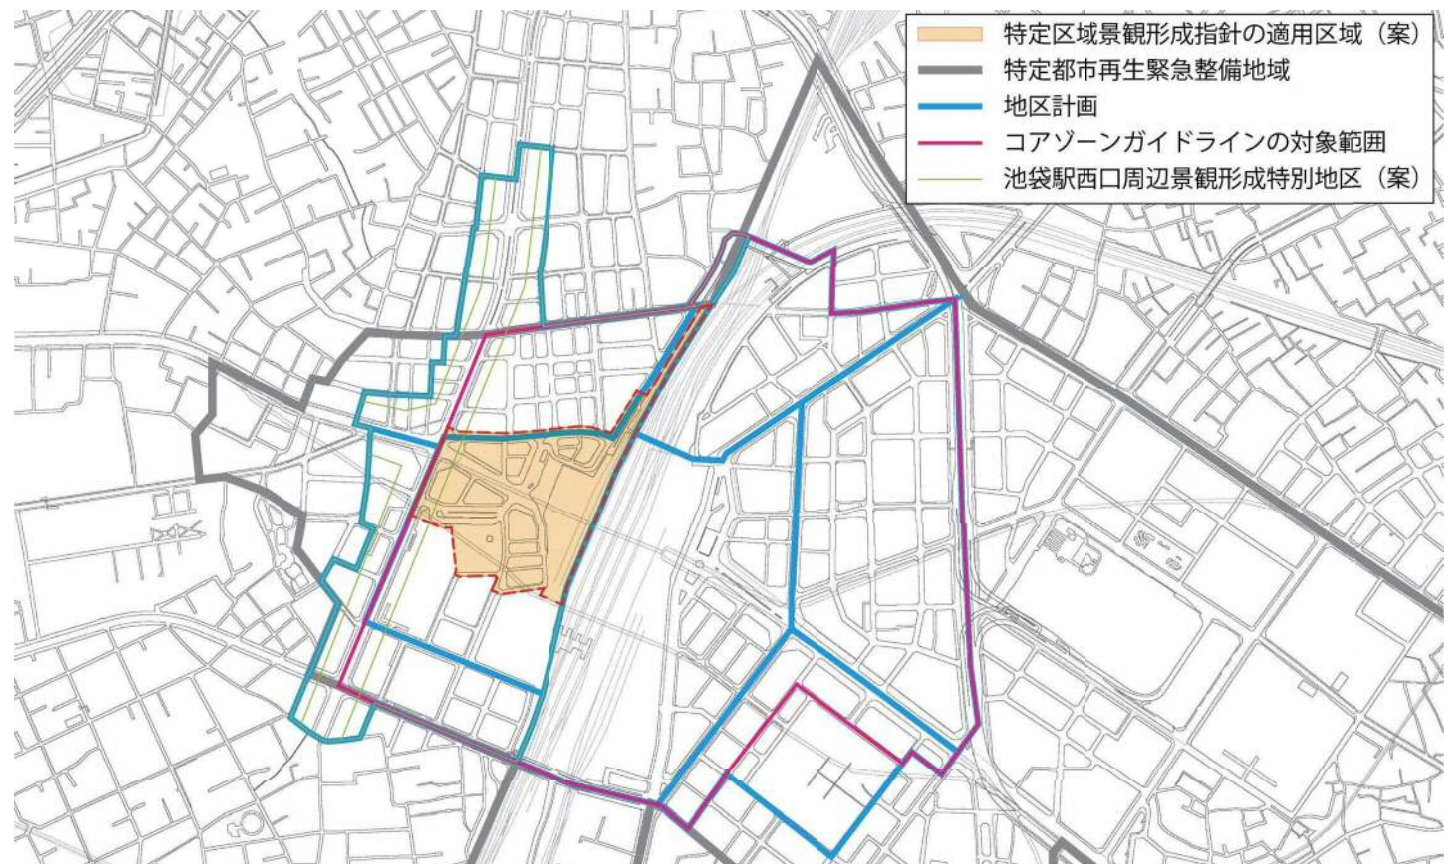 特定区域景観形成指針の適用区域（案）
特定都市再生緊急整備地域
地区計画
コアゾーンガイドラインの対象範囲
池袋駅西口周辺景観形成特別地区（案）